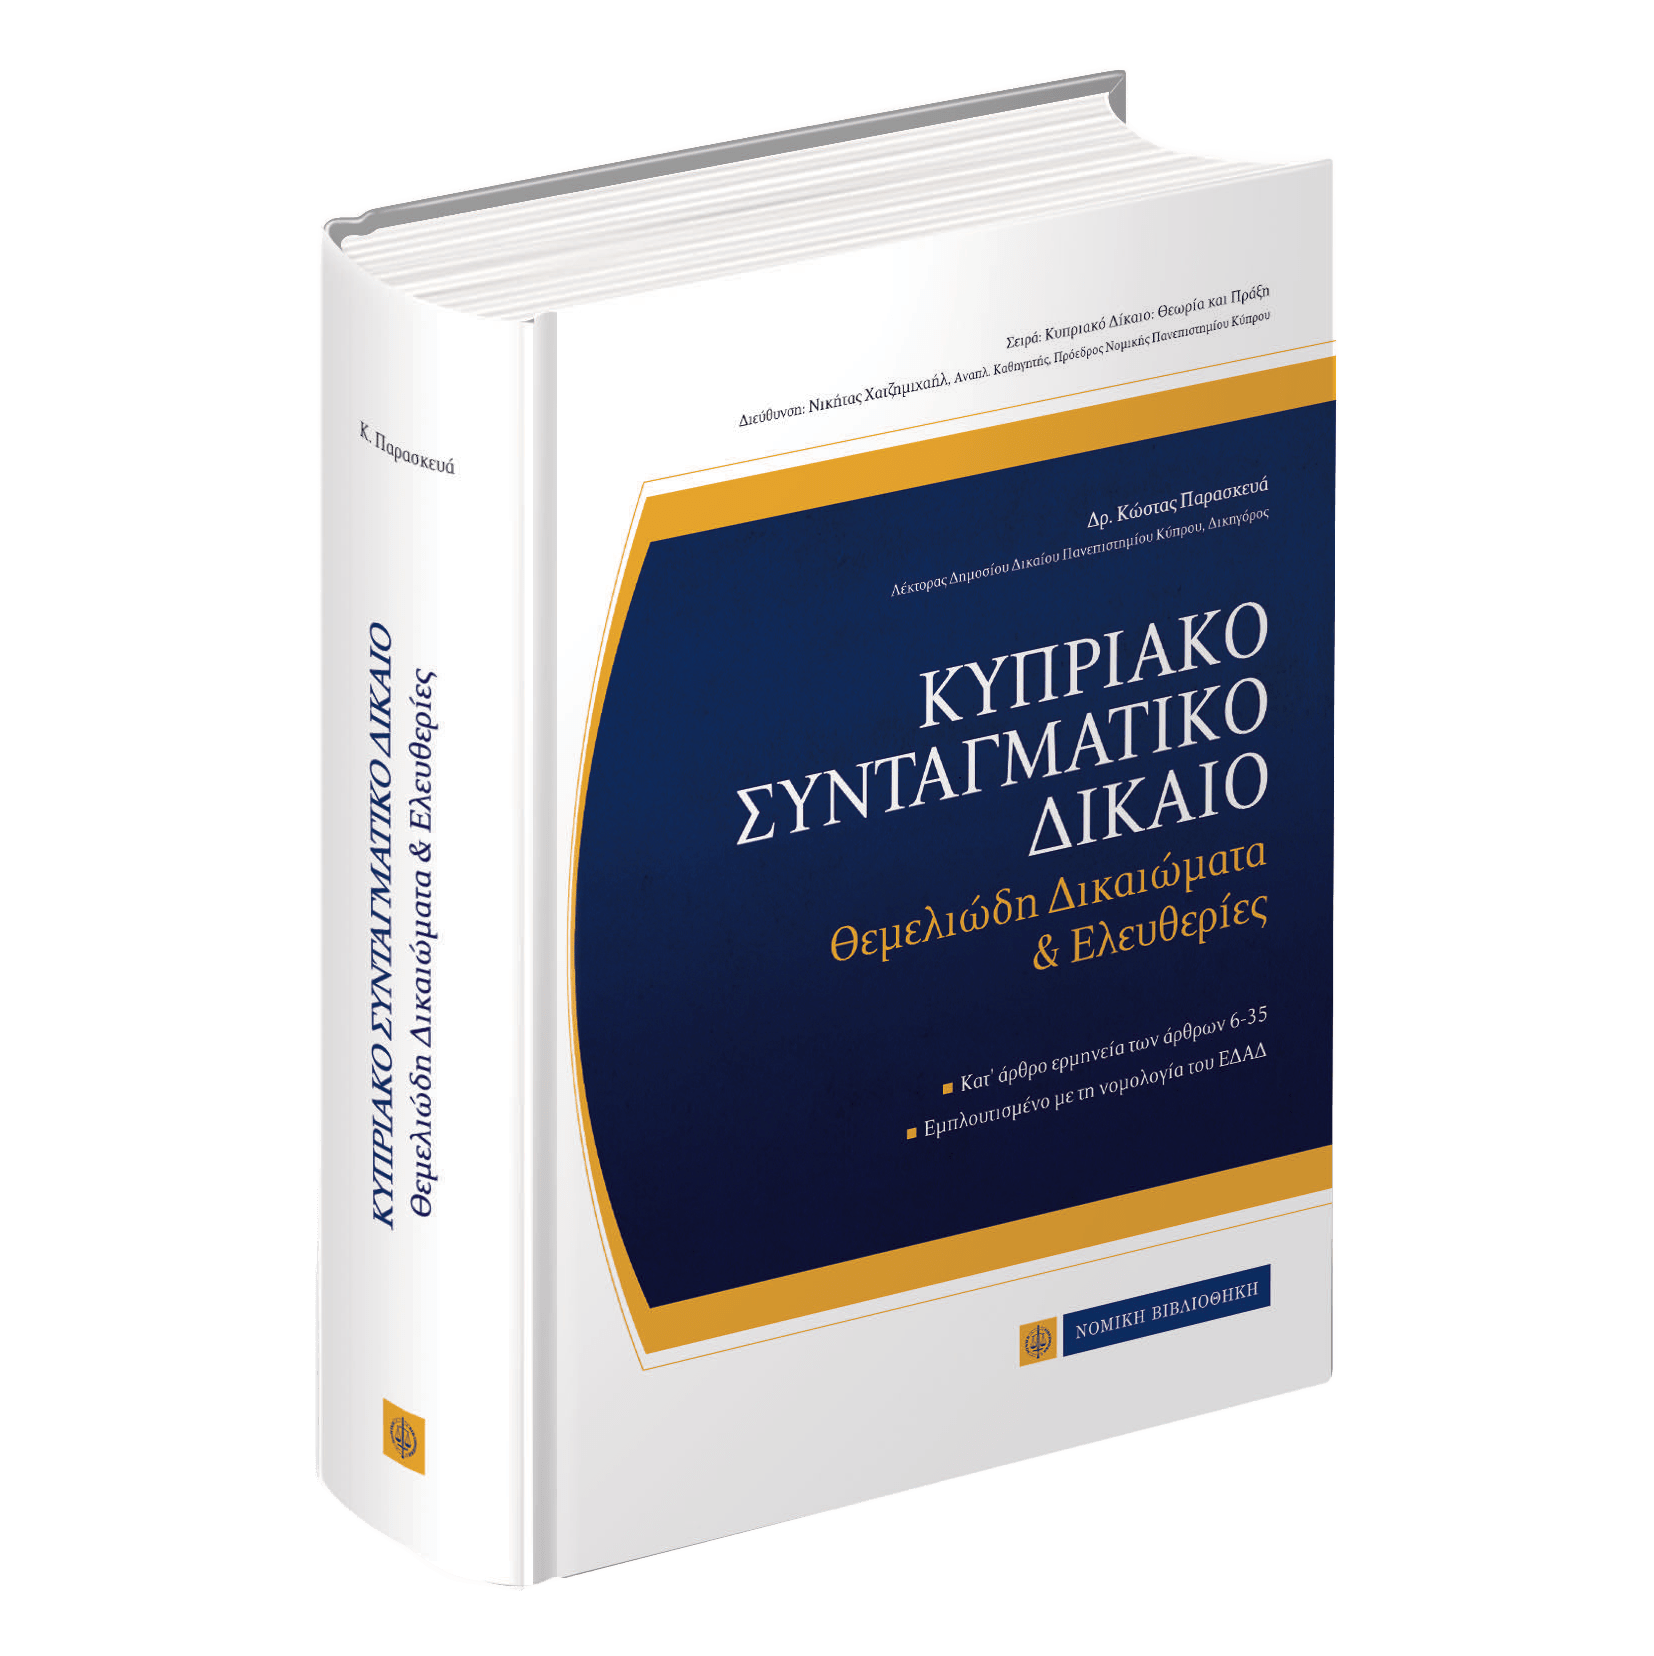 Κ. Παρασκευά
ΚΥΠΡΙΑΚΟ ΣΥΝΤΑΓΜΑΤΙΚΟ ΔΙΚΑΙΟ
Θεμελιώδη Δικαιώματα & Ελευθερίες
Σειρά: Κυπριακό Δίκαιο: Θεωρία και Πράξη
Διεύθυνση: Νικήτας Χατζημιχαήλ, Αναπλ. Καθηγητής, Πρόεδρος Νομικής Πανεπιστημίου Κύπρου
Δρ. Κώστας Παρασκευά
Λέκτορας Δημοσίου Δικαίου Πανεπιστημίου Κύπρου, Δικηγόρος
ΚΥΠΡΙΑΚΟ
ΣΥΝΤΑΓΜΑΤΙΚΟ
ΔΙΚΑΙΟ
Θεμελιώδη Δικαιώματα
& Ελευθερίες
Κατ' άρθρο ερμηνεία των άρθρων 6-35
Εμπλουτισμένο με τη νομολογία του ΕΔΑΔ
ΝΟΜΙΚΗ ΒΙΒΛΙΟΘΗΚΗ